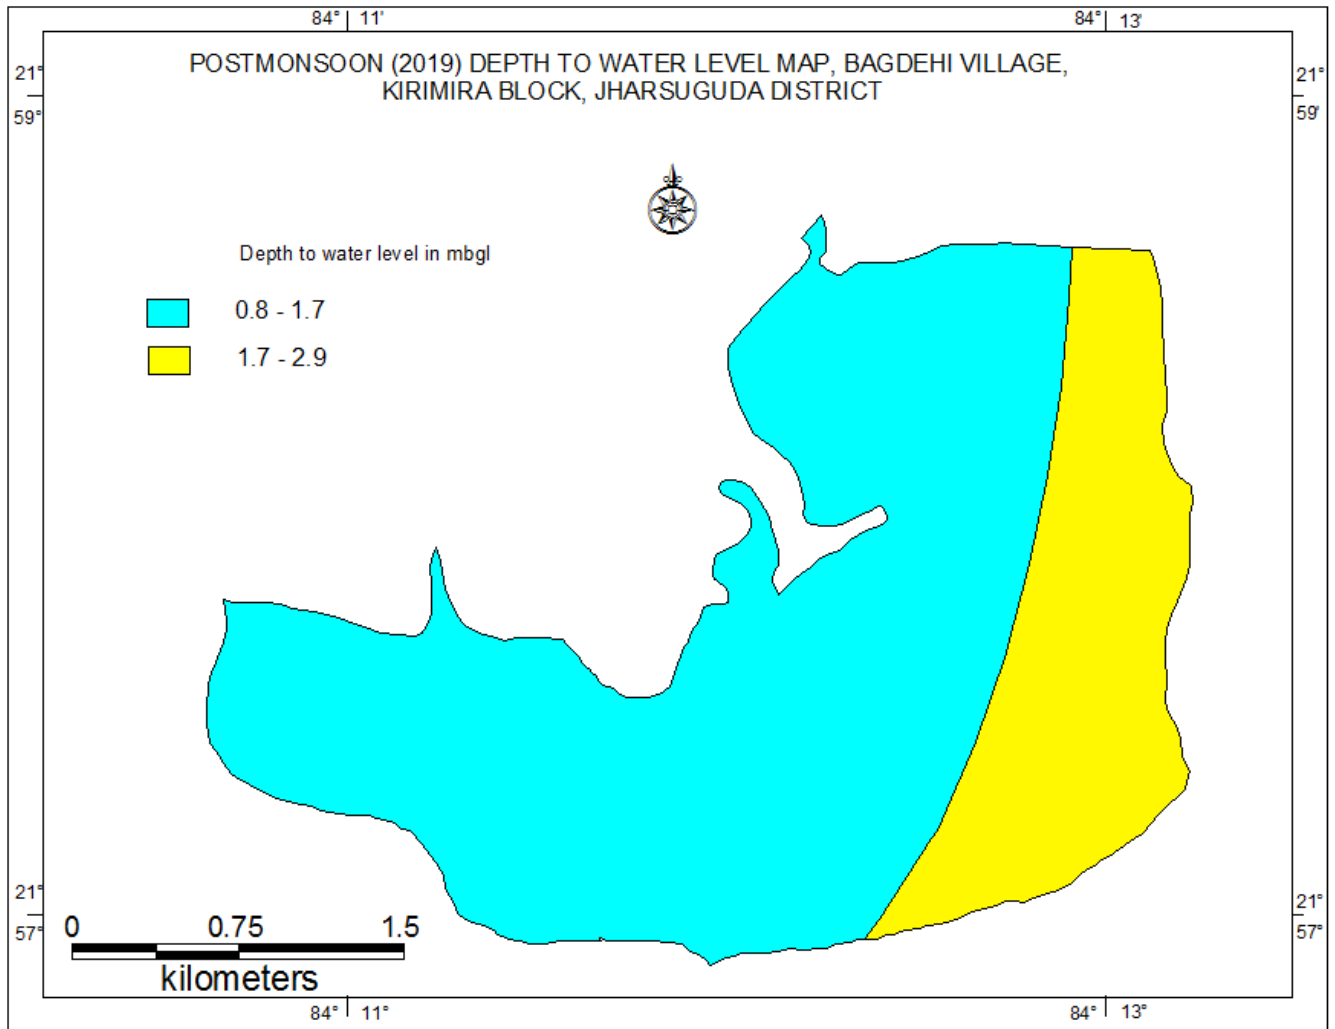 84° 11'
84° 13'
POSTMONSOON (2019) DEPTH TO WATER LEVEL MAP, BAGDEHI VILLAGE,
KIRIMIRA BLOCK, JHARSUGUDA DISTRICT
21°
59"
21°
59'
Depth to water level in mbgl
0.8 - 1.7
1.7 - 2.9
21°
57"
21°
57"
0 0.75 1.5
kilometers
84° 11"
84° 13"